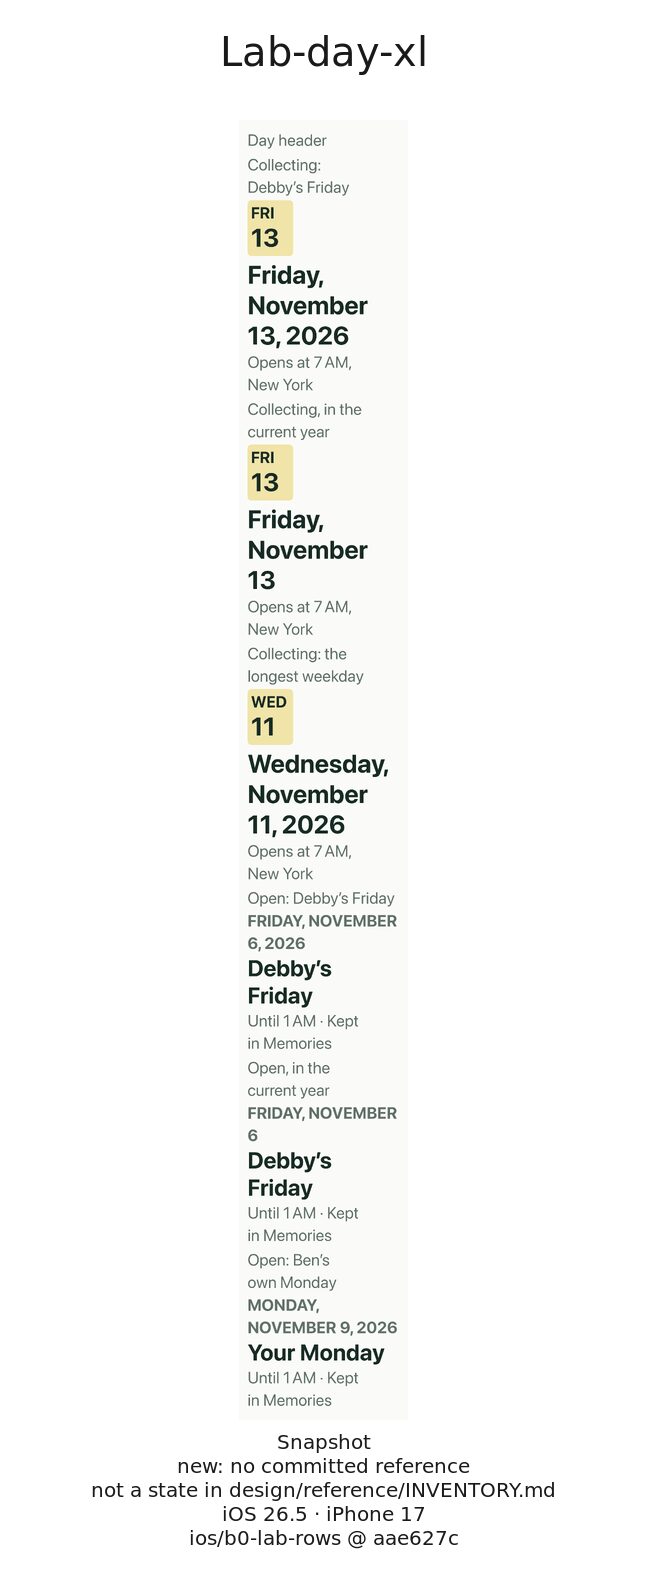 Lab-day-xl
Day header
Collecting:
Debby’s Friday
FRI
13
Friday,
November
13, 2026
Opens at 7 AM,
New York
Collecting, in the
current year
FRI
13
Friday,
November
13
Opens at 7 AM,
New York
Collecting: the
longest weekday
WED
11
Wednesday,
November
11, 2026
Opens at 7 AM,
New York
Open: Debby’s Friday
FRIDAY, NOVEMBER
6, 2026
Debby’s
Friday
Until 1 AM · Kept
in Memories
Open, in the
current year
FRIDAY, NOVEMBER
6
Debby’s
Friday
Until 1 AM · Kept
in Memories
Open: Ben’s
own Monday
MONDAY,
NOVEMBER 9, 2026
Your Monday
Until 1 AM · Kept
in Memories
Snapshot
new: no committed reference
not a state in design/reference/INVENTORY.md
iOS 26.5 · iPhone 17
ios/b0-lab-rows @ aae627c